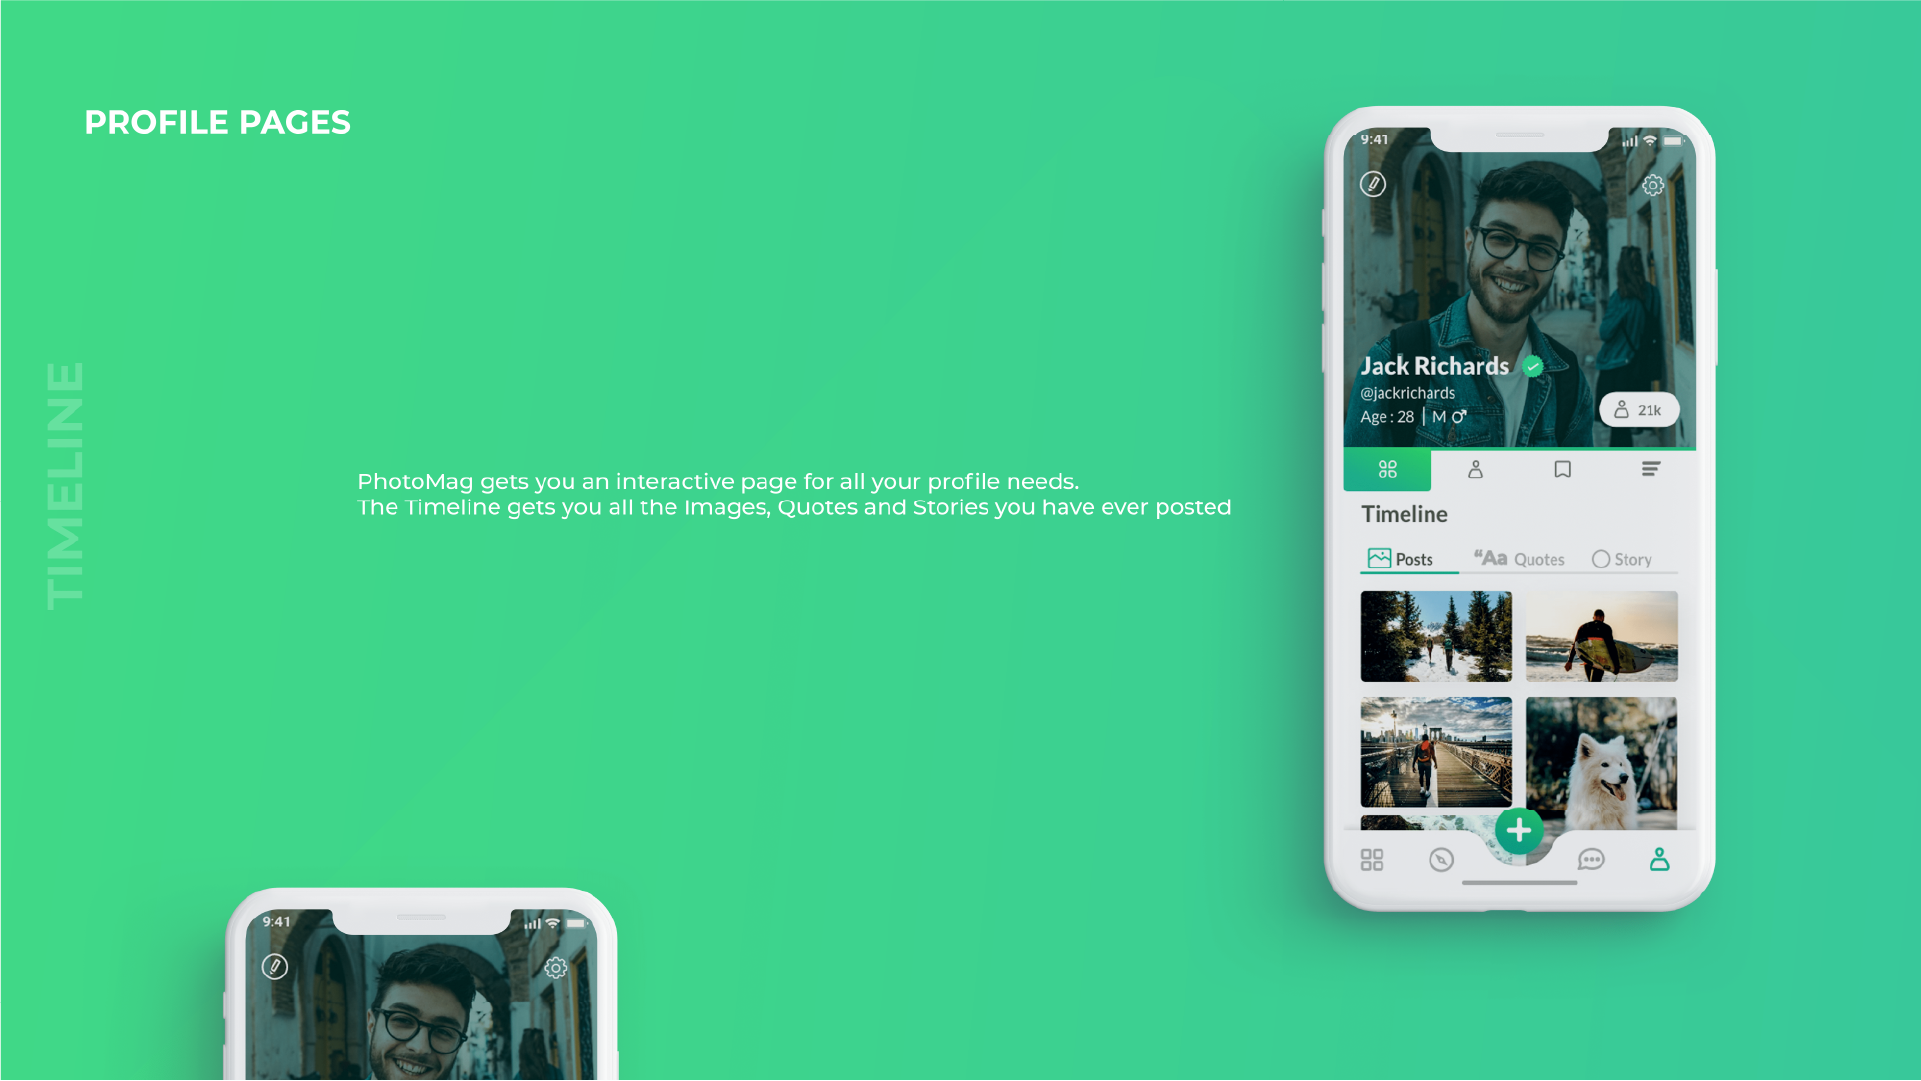 PROFILE PAGES
TIMELINE
PhotoMag gets you an interactive page for all your profile needs.
The Timeline gets you all the Images, Quotes and Stories you have ever posted
9:41
Jack Richards
@jackrichards
Age : 28 | M
21k
Timeline
Posts
“Aa Quotes
Story
9:41